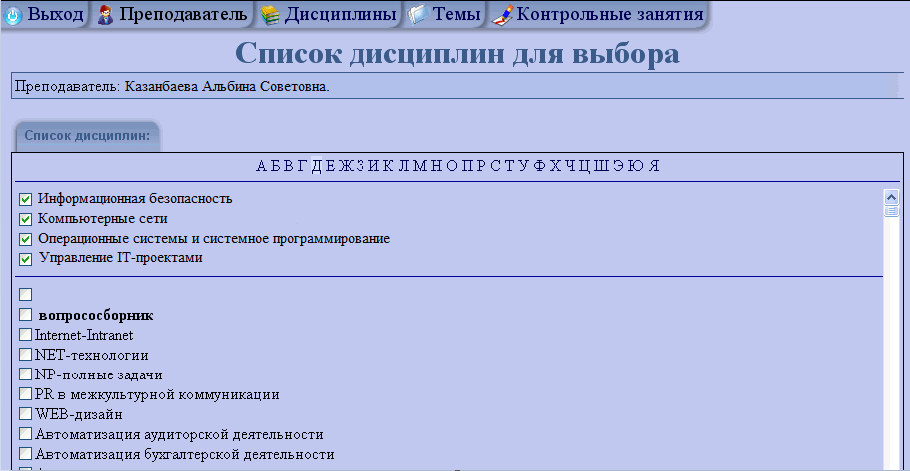 Выход Преподаватель Дисциплины Темы Контрольные занятия
Список дисциплин для выбора
Преподаватель: Казанбаева Альбина Советовна.
Список дисциплин:
А Б В Г Д Е Ж З И К Л М Н О П Р С Т У Ф Х Ч Ц Ш Э Ю Я
Информационная безопасность
Компьютерные сети
Операционные системы и системное программирование
Управление IT-проектами
вопрососборник
Internet-Intranet
NET-технологии
NP-полные задачи
PR в межкультурной коммуникации
WEB-дизайн
Автоматизация аудиторской деятельности
Автоматизация бухгалтерской деятельности